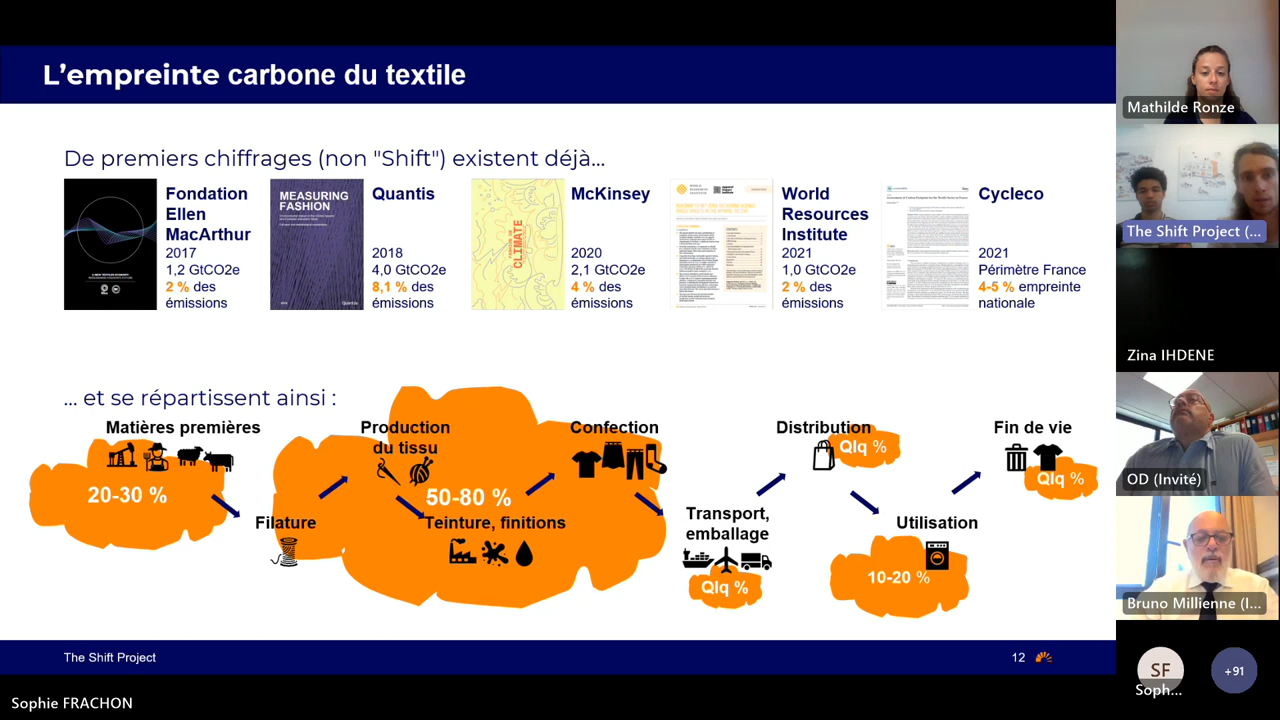 L'empreinte carbone du textile
De premiers chiffrages (non "Shift") existent déjà...
MEASURING
FASHION
CLIMATE
Fondation
Ellen
MacArthur
2017
1,2 GtCO2e
2 % des
émissions
Quantis
2018
4,0 GtCO2e
8,1 % des
émissions
McKinsey
2020
2,1 GtCO2e
4 % des
émissions
World
Resources
Institute
2021
1,0 GtCO2e
2 % des
émissions
Cycleco
2021
Périmètre France
4-5 % empreinte
nationale
... et se répartissent ainsi :
Matières premières
20-30 %
Filature
Production
du tissu
50-80 %
Teinture, finitions
Confection
Transport,
emballage
Qlq %
Distribution
Qlq %
Utilisation
10-20 %
Fin de vie
Qlq %
The Shift Project
12
Sophie FRACHON
Mathilde Ronze
The Shift Project (...
Zina IHDENE
OD (Invité)
Bruno Millienne (I...
SF
Soph...
+91